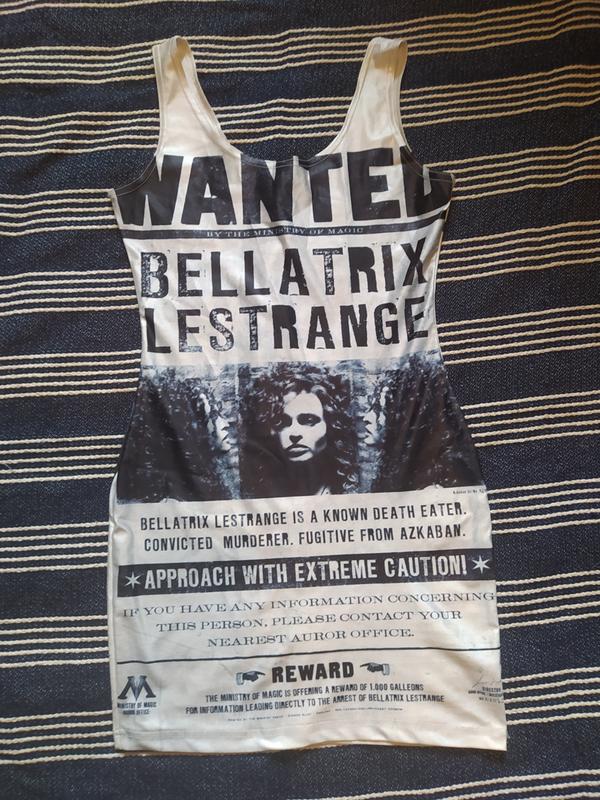 WANTED
BY THE MINISTRY OF MAGIC
BELLATRIX
LESTRANGE
BELLATRIX LESTRANGE IS A KNOWN DEATH EATER.
CONVICTED MURDERER. FUGITIVE FROM AZKABAN.
APPROACH WITH EXTREME CAUTION!
IF YOU HAVE ANY INFORMATION CONCERNING
THIS PERSON, PLEASE CONTACT YOUR
NEAREST AUROR OFFICE.
REWARD
THE MINISTRY OF MAGIC IS OFFERING A REWARD OF 1,000 GALLEONS
FOR INFORMATION LEADING DIRECTLY TO THE ARREST OF BELLATRIX LESTRANGE
M
MINISTRY OF MAGIC
AUROR OFFICE
DIRECTOR